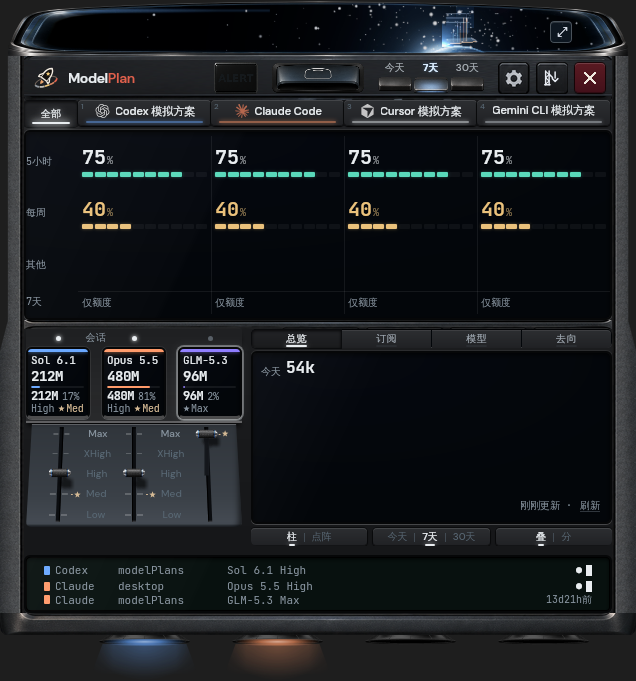 ModelPlan
ALERT
今天 7天 30天
全部
1 Codex 模拟方案
2 Claude Code
3 Cursor 模拟方案
4 Gemini CLI 模拟方案
5小时 75% 75% 75% 75%
每周 40% 40% 40% 40%
其他
7天 仅额度 仅额度 仅额度 仅额度
会话
Sol 6.1 Opus 5.5 GLM-5.3
212M 480M 96M
212M 17% 480M 81% 96M 2%
High ★Med High ★Med ★Max
Max Max
XHigh XHigh
High High
Med Med
Low Low
总览 订阅 模型 去向
今天 54k
刚刚更新 · 刷新
柱 | 点阵 今天 | 7天 | 30天 叠 | 分
Codex modelPlans Sol 6.1 High
Claude desktop Opus 5.5 High
Claude modelPlans GLM-5.3 Max 13d21h前